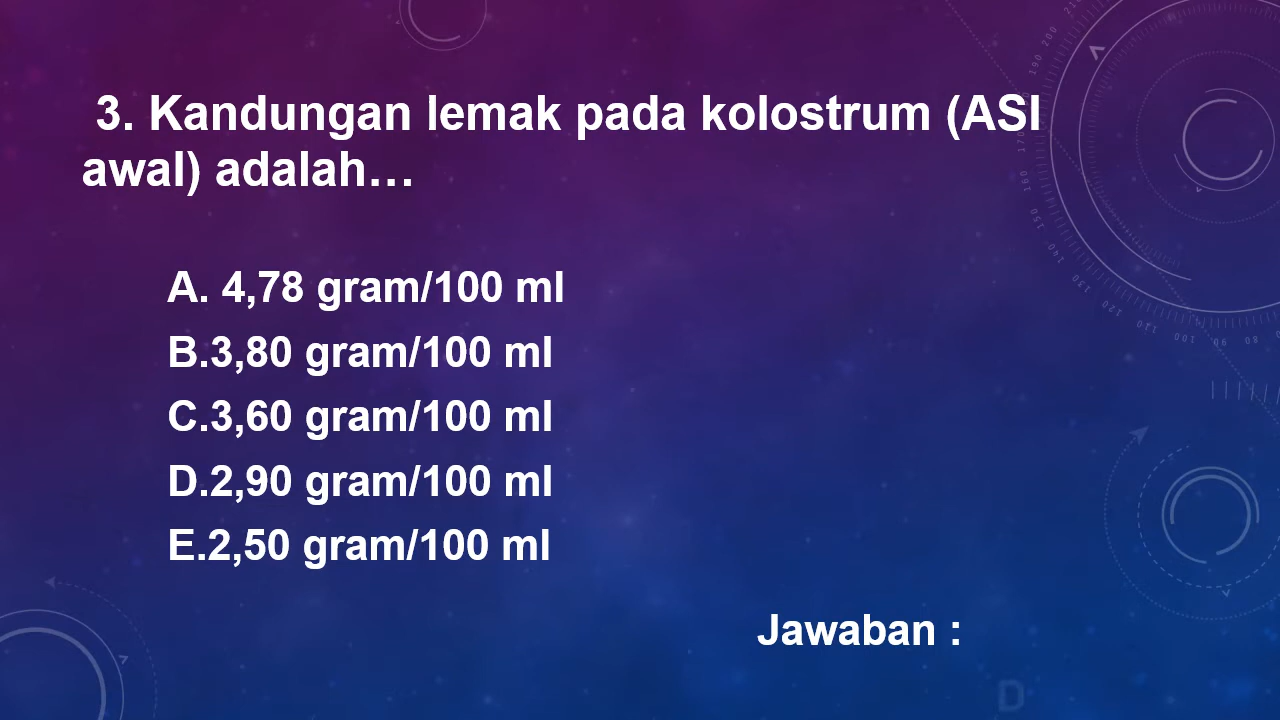 3. Kandungan lemak pada kolostrum (ASI
awal) adalah…
A. 4,78 gram/100 ml
B.3,80 gram/100 ml
C.3,60 gram/100 ml
D.2,90 gram/100 ml
E.2,50 gram/100 ml
Jawaban :
D